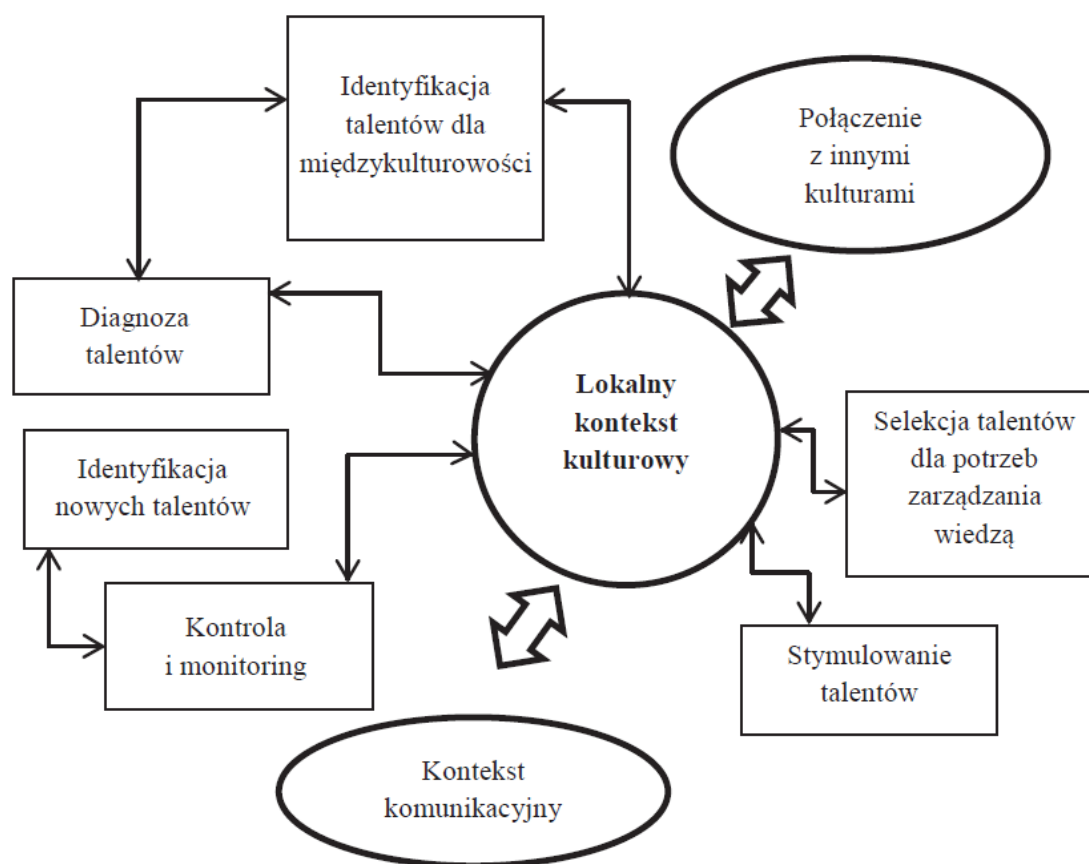 Identyfikacja
talentów dla
międzykulturowości
Połączenie
z innymi
kulturami
Diagnoza
talentów
Lokalny
kontekst
kulturowy
Selekcja talentów
dla potrzeb
zarządzania
wiedzą
Identyfikacja
nowych talentów
Kontrola
i monitoring
Stymulowanie
talentów
Kontekst
komunikacyjny